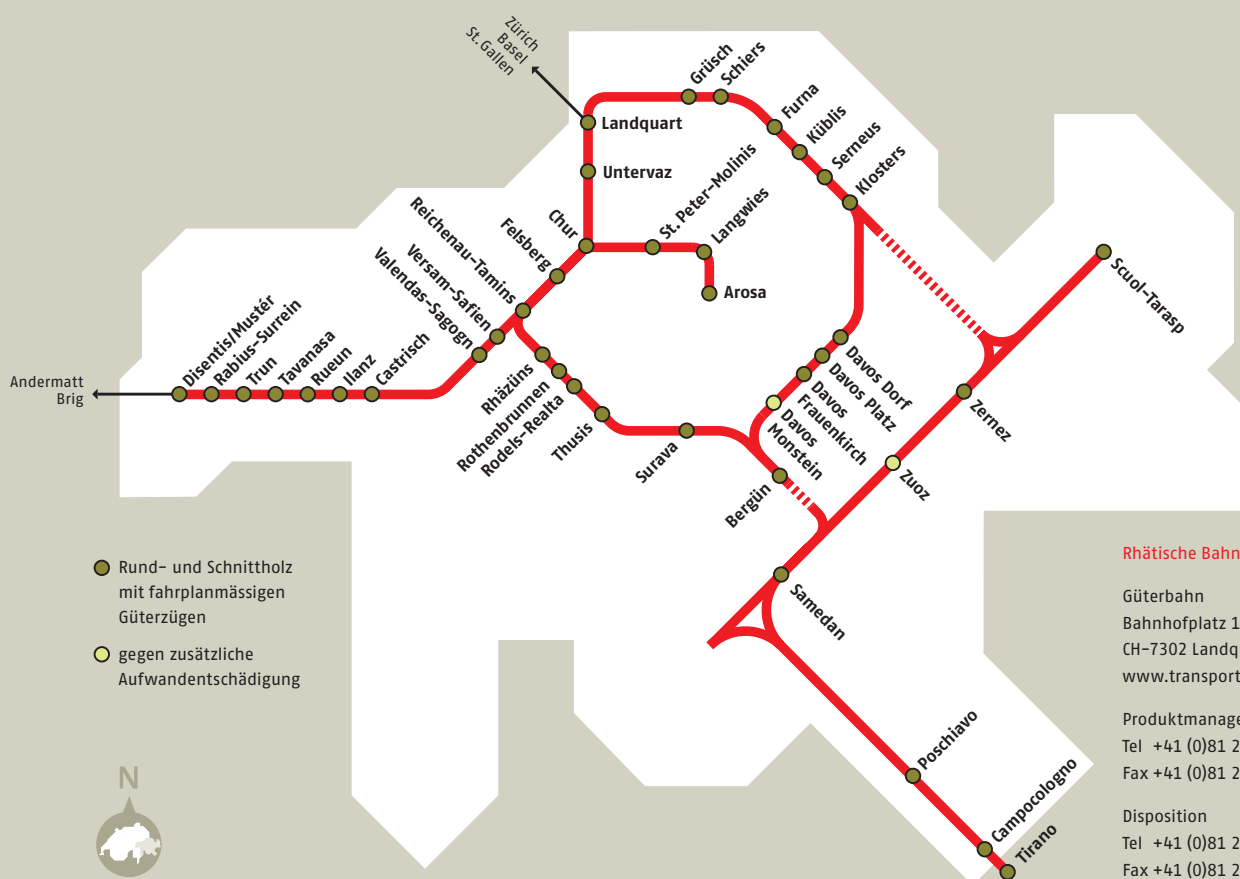 Zürich
Basel
St. Gallen
Grüsch
Schiers
Furna
Küblis
Serneus
Klosters
Landquart
Untervaz
St. Peter-Molinis
Langwies
Arosa
Chur
Felsberg
Reichenau-Tamins
Versam-Safien
Valendas-Sagogn
Scuol-Tarasp
Andermatt
Brig
Disentis/Mustér
Rabius-Surrein
Trun
Tavanasa
Rueun
Ilanz
Castrisch
Rhäzüns
Rothenbrunnen
Rodels-Realta
Thusis
Surava
Davos Dorf
Davos Platz
Davos
Frauenkirch
Davos
Monstein
Bergün
Zernez
Zuoz
Samedan
Poschiavo
Campocologno
Tirano
Rund- und Schnittholz
mit fahrplanmässigen
Güterzügen
gegen zusätzliche
Aufwandentschädigung
N
Rhätische Bahn
Güterbahn
Bahnhofplatz 1
CH-7302 Landq
www.transport
Produktmanage
Tel +41 (0)81 2
Fax +41 (0)81 2
Disposition
Tel +41 (0)81 2
Fax +41 (0)81 2